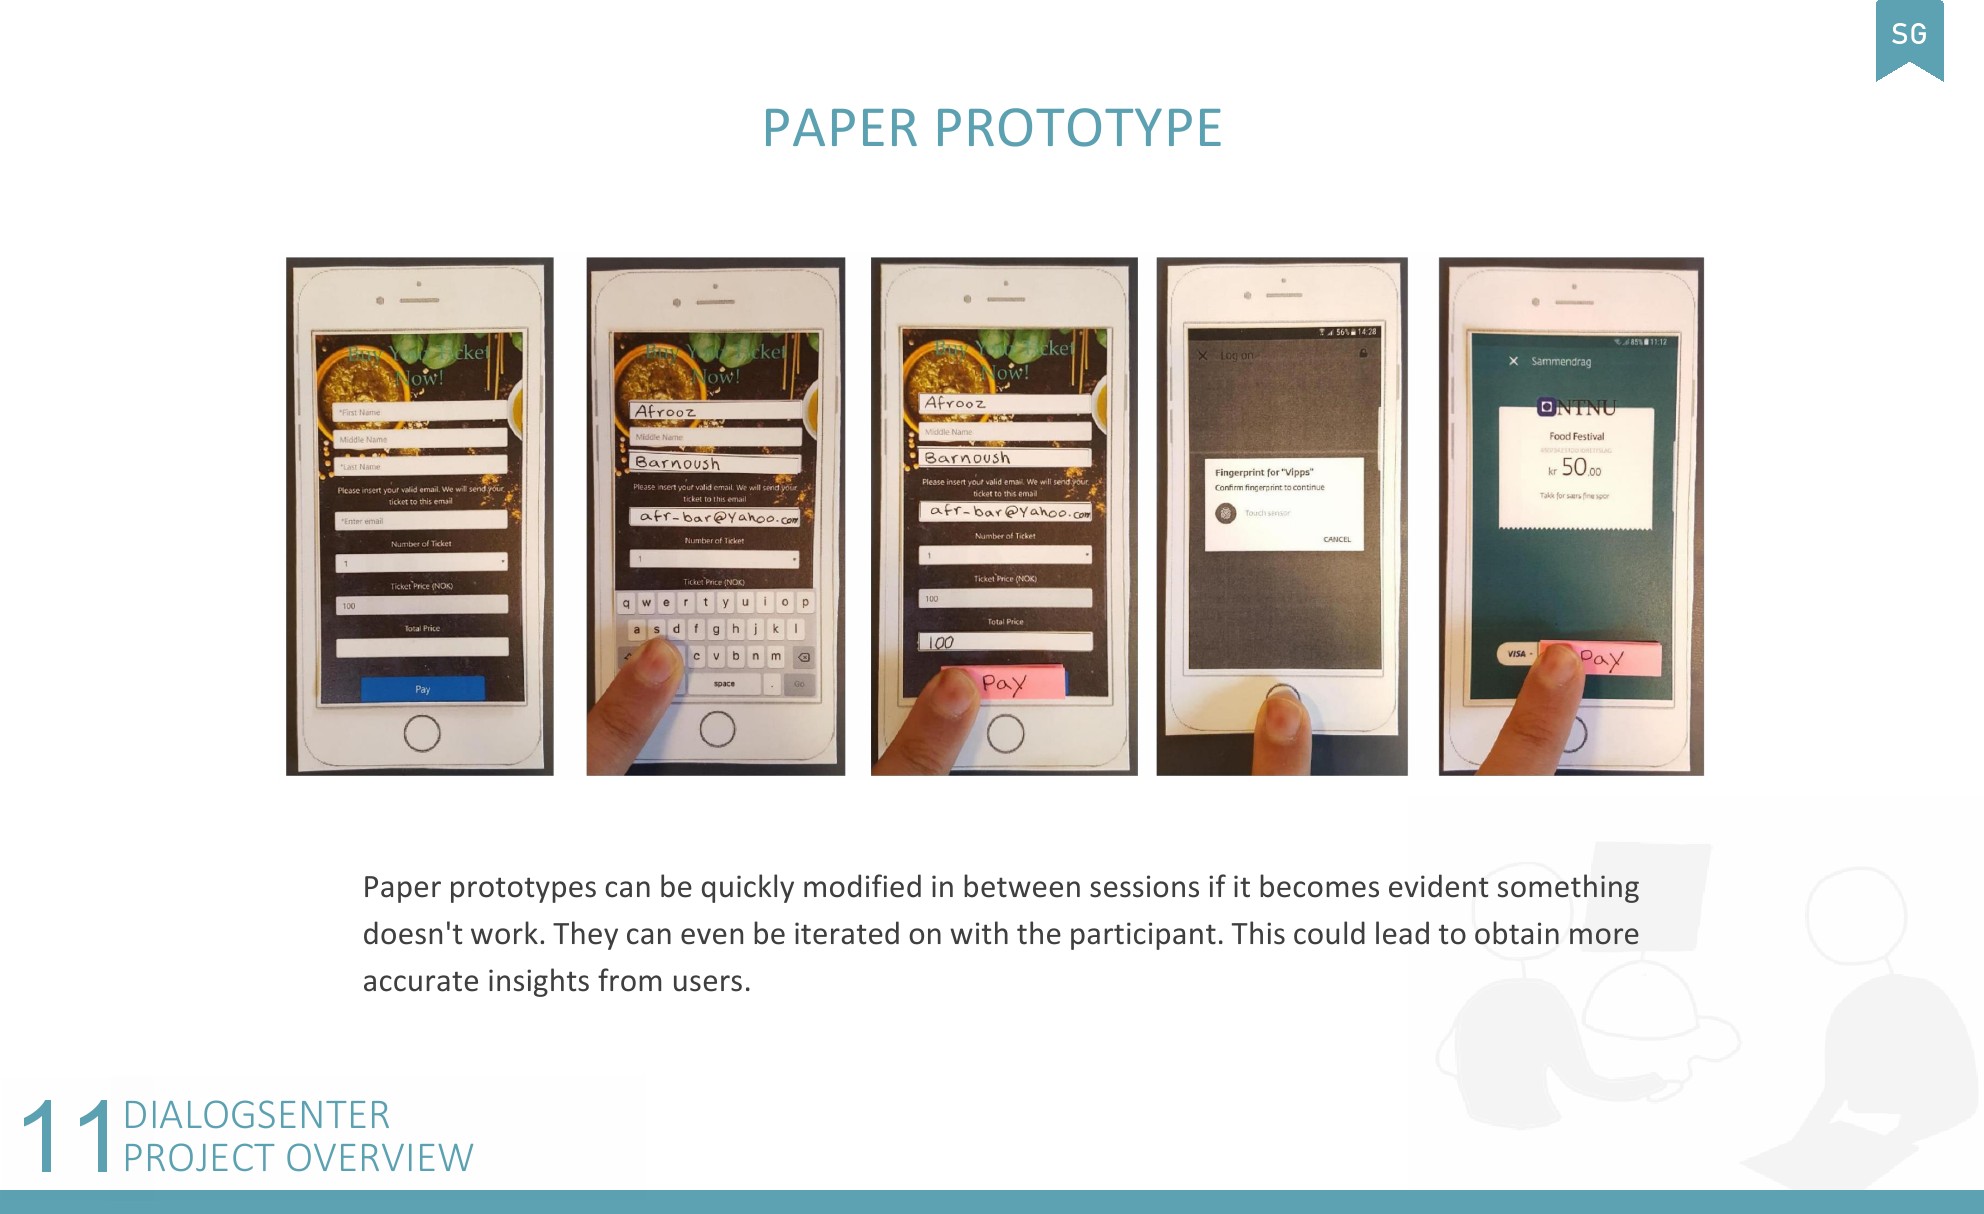 SG
PAPER PROTOTYPE
Buy Your Ticket
Now!
*First Name
Middle Name
*Last Name
Please insert your valid email. We will send your
ticket to this email
*Enter email
Number of Ticket
1
Ticket Price (NOK)
100
Total Price
Pay
Buy Your Ticket
Now!
Afrooz
Middle Name
Barnoush
Please insert your valid email. We will send your
ticket to this email
afr-bar@Yahoo.com
Number of Ticket
1
Ticket Price (NOK)
q w e r t y u i o p
a s d f g h j k l
c v b n m
space . Go
Buy Your Ticket
Now!
Afrooz
Middle Name
Barnoush
Please insert your valid email. We will send your
ticket to this email
afr-bar@Yahoo.com
Number of Ticket
1
Ticket Price (NOK)
100
Total Price
100
Pay
56% 14:28
Log on
Fingerprint for "Vipps"
Confirm fingerprint to continue
Touch sensor
CANCEL
85% 11:12
Sammendrag
NTNU
Food Festival
kr 50.00
Takk for særs fine spor
VISA
Pay
Paper prototypes can be quickly modified in between sessions if it becomes evident something
doesn't work. They can even be iterated on with the participant. This could lead to obtain more
accurate insights from users.
11 DIALOGSENTER
PROJECT OVERVIEW